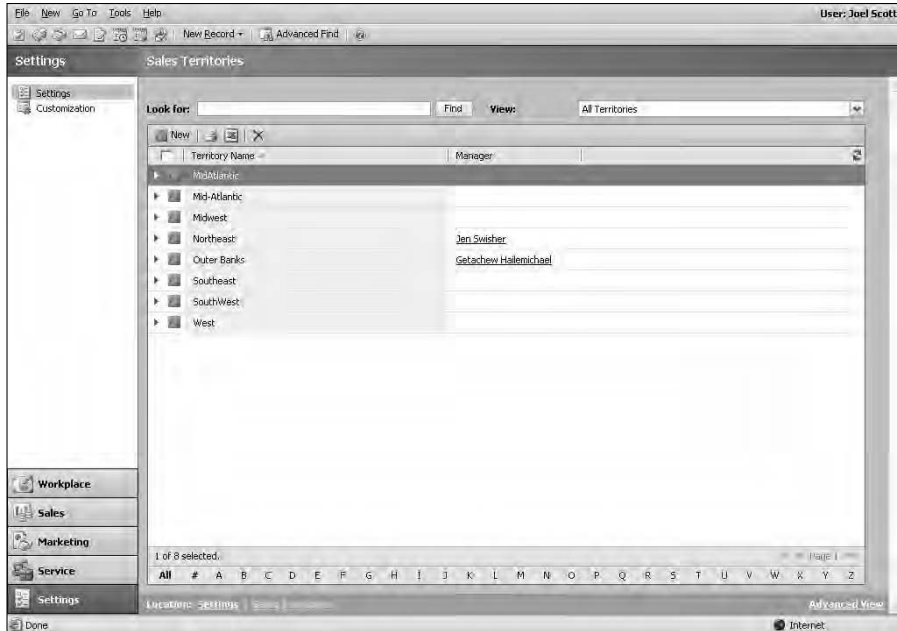 File New Go To Tools Help
User: Joel Scott
New Record Advanced Find
Settings
Sales Territories
Settings
Customization
Look for: Find View: All Territories
New
Territory Name Manager
MidAtlantic
Mid-Atlantic
Midwest
Northeast Jen Swisher
Outer Banks Getachew Hailemichael
Southeast
SouthWest
West
Workplace
Sales
Marketing
Service
Settings
1 of 8 selected. Page 1
All # A B C D E F G H I J K L M N O P Q R S T U V W X Y Z
Location: Settings
Advanced View
Done Internet